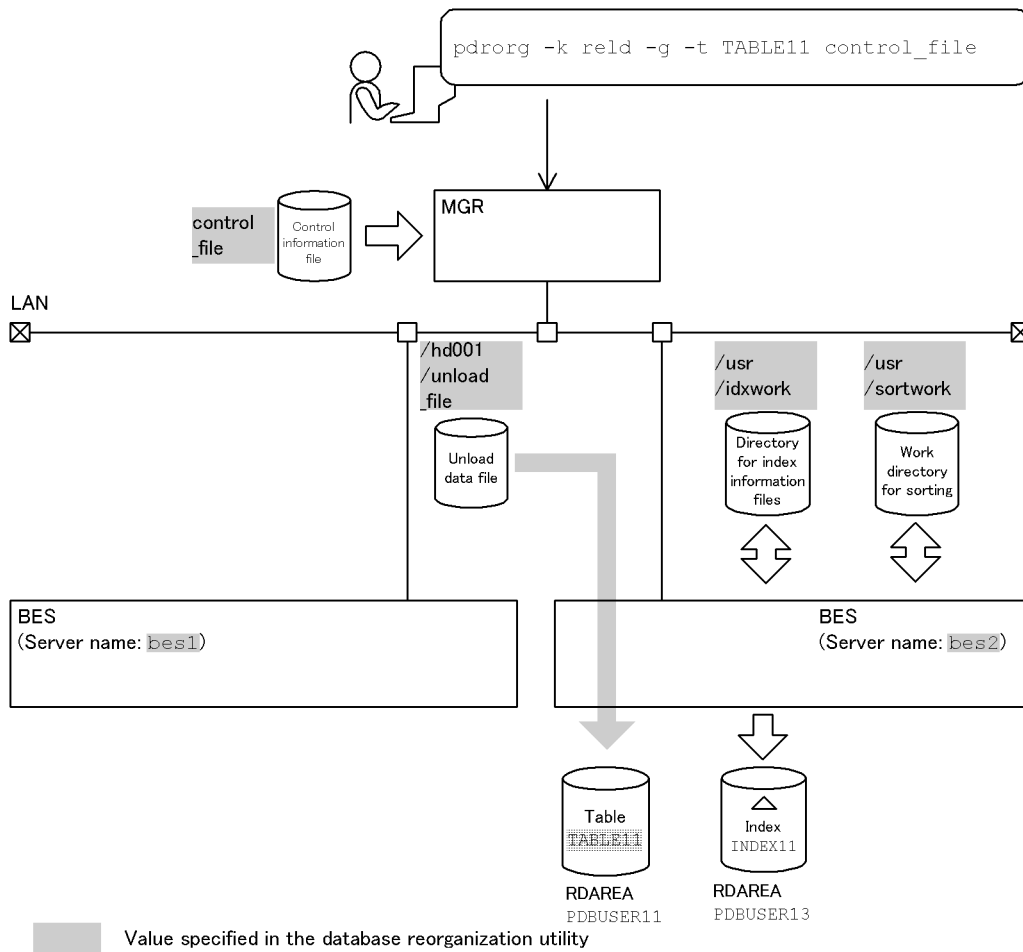 pdrorg -k reld -g -t TABLE11 control_file
MGR
control
_file
Control
information
file
LAN
/hd001
/unload
_file
Unload
data file
/usr
/idxwork
Directory
for index
information
files
/usr
/sortwork
Work
directory
for sorting
BES
(Server name: bes1)
BES
(Server name: bes2)
Table
TABLE11
RDAREA
PDBUSER11
Index
INDEX11
RDAREA
PDBUSER13
Value specified in the database reorganization utility